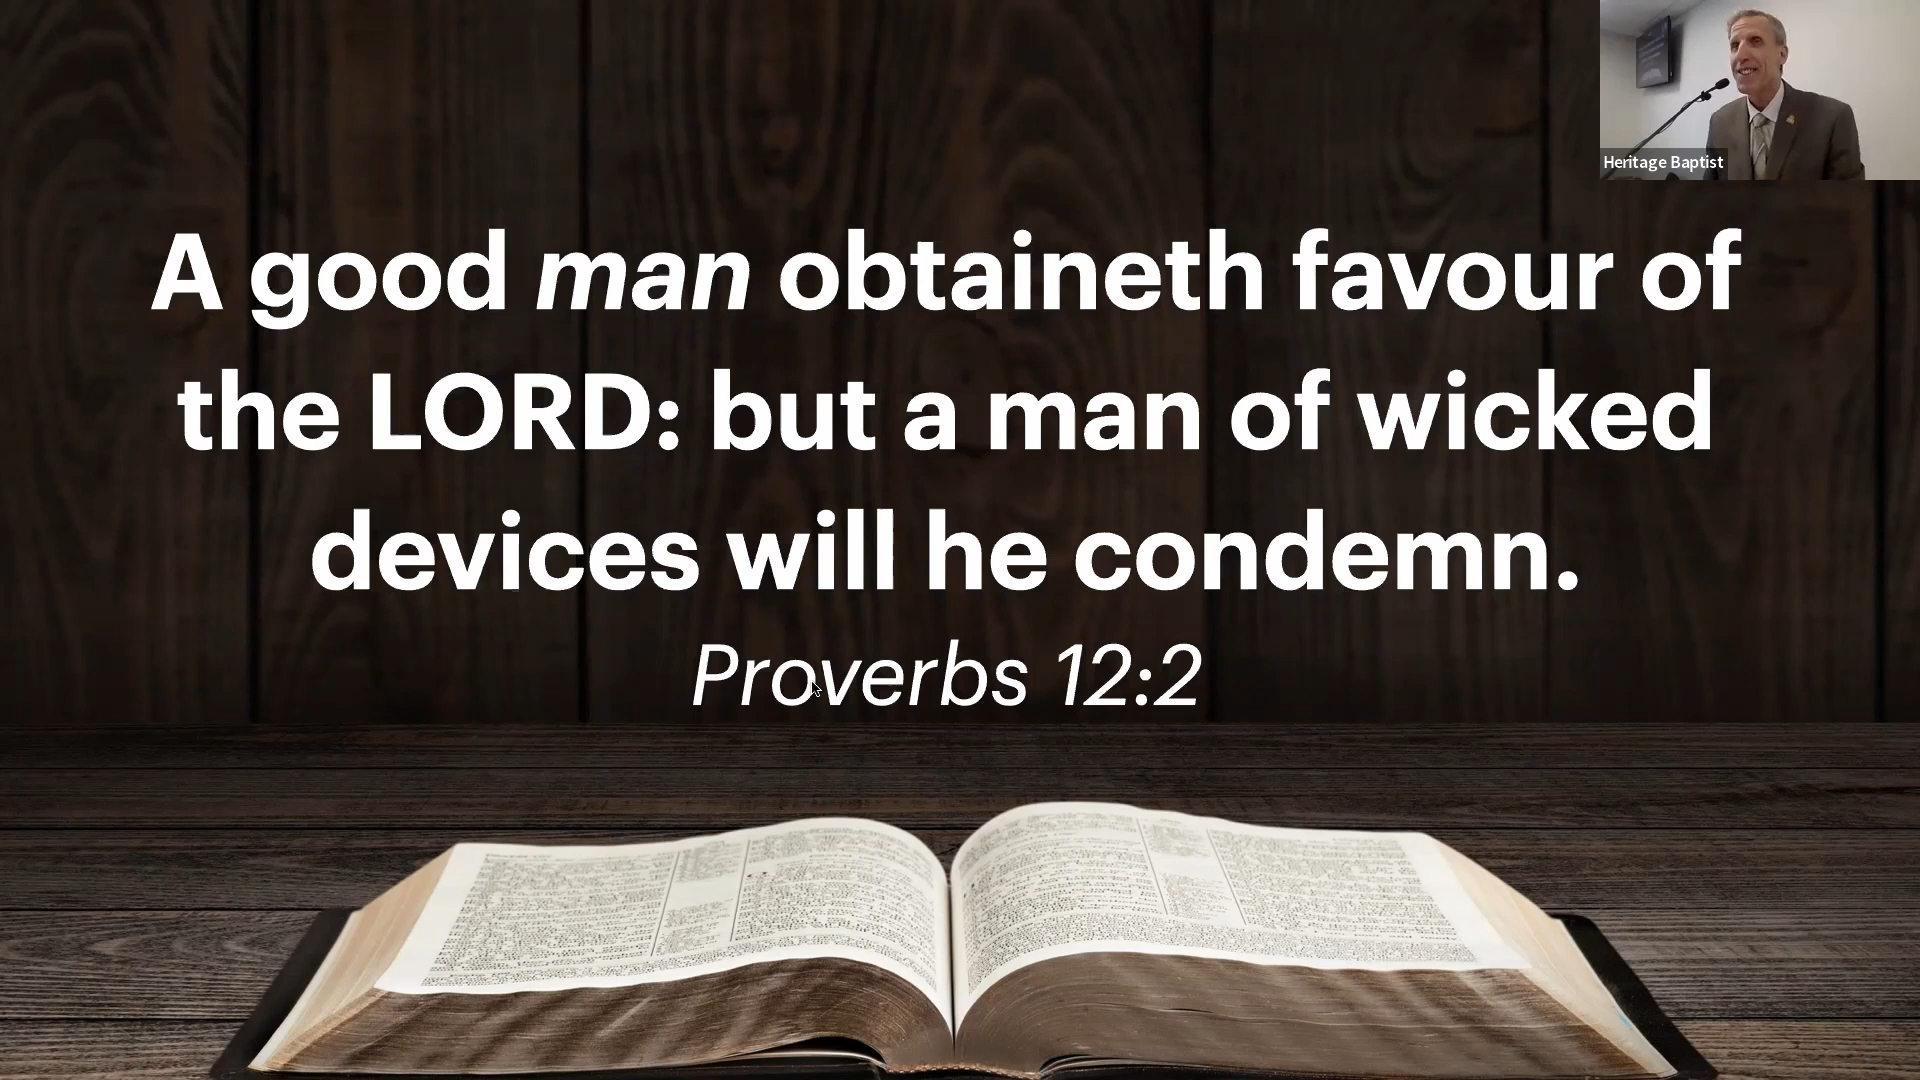 Heritage Baptist
A good man obtaineth favour of
the LORD: but a man of wicked
devices will he condemn.
Proverbs 12:2